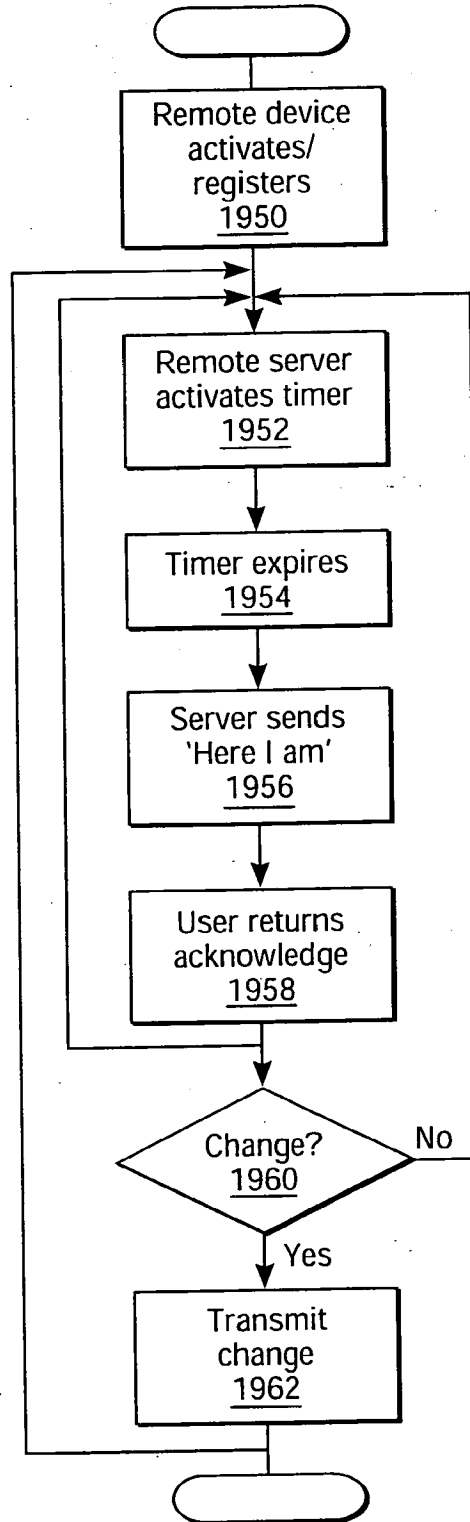 Remote device
activates/
registers
1950
Remote server
activates timer
1952
Timer expires
1954
Server sends
'Here I am'
1956
User returns
acknowledge
1958
Change?
1960
No
Yes
Transmit
change
1962